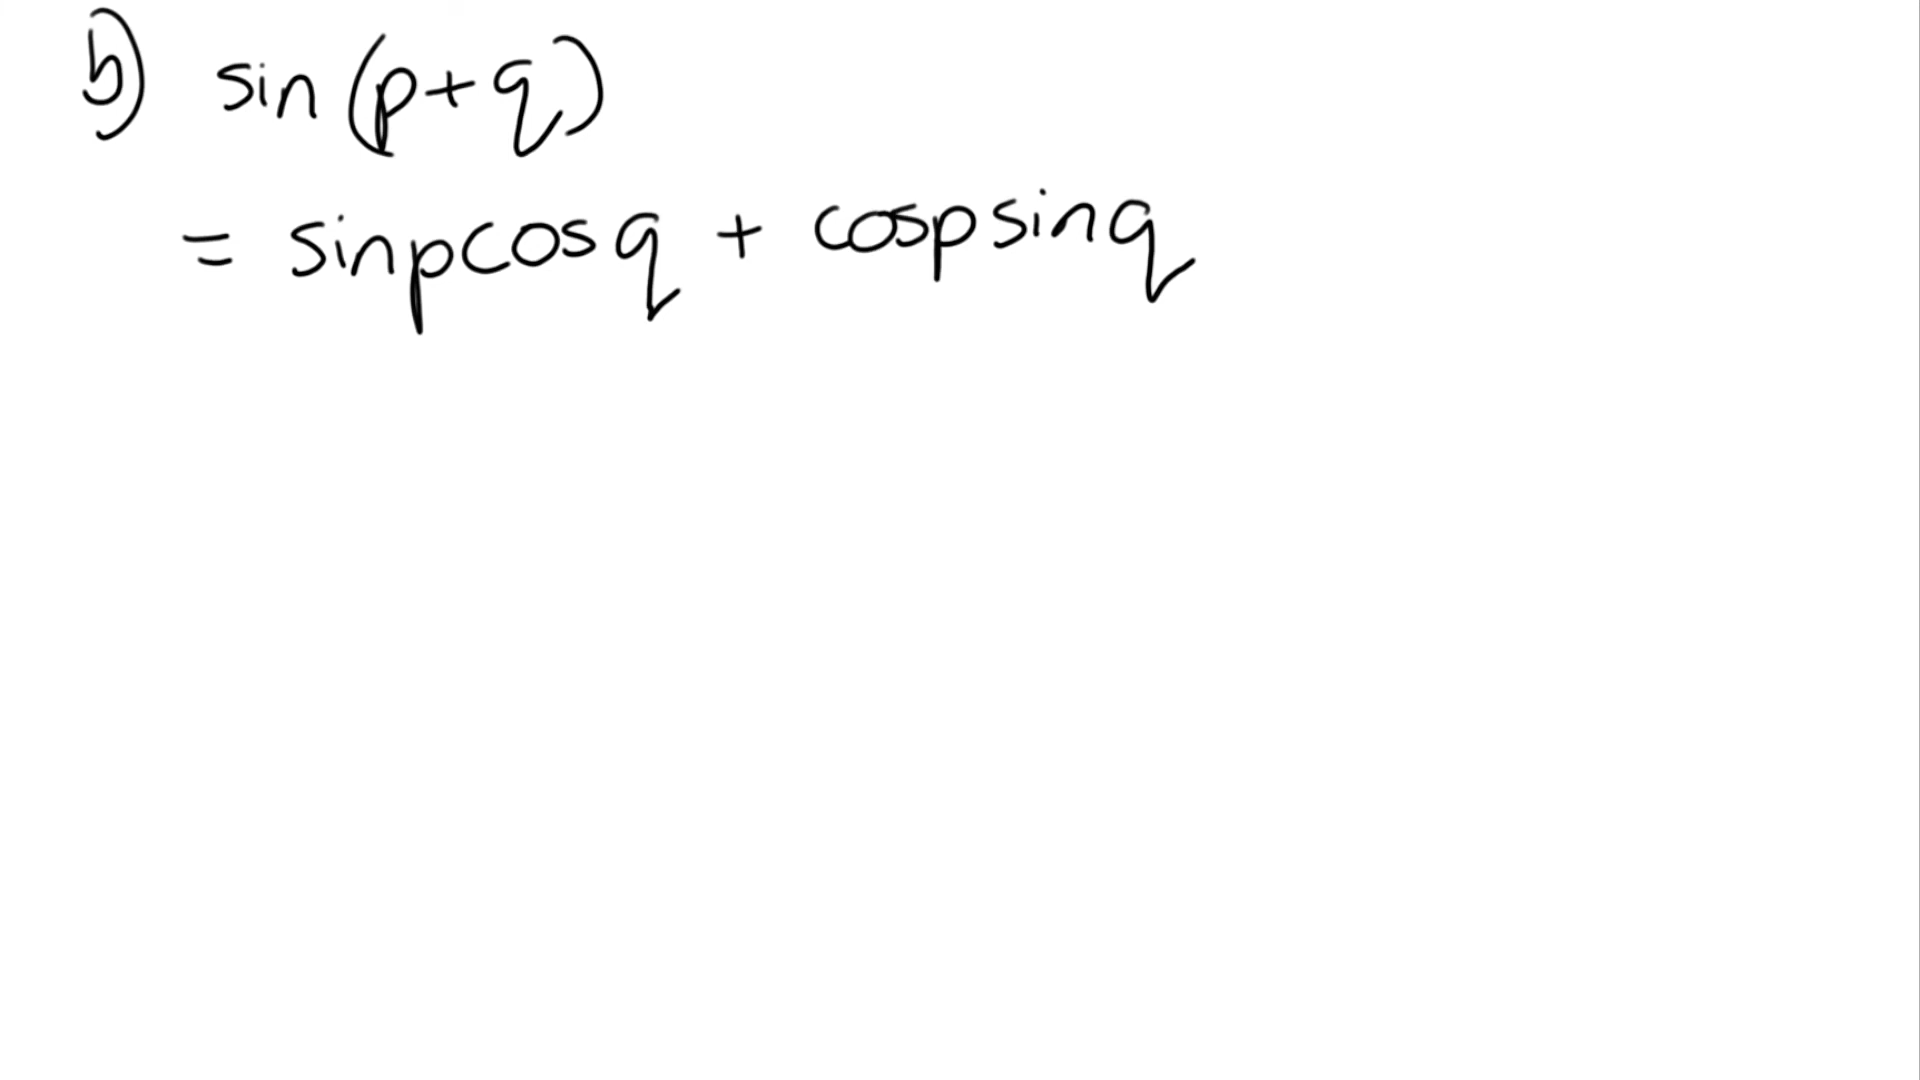 b) sin (p+q)
= sinpcosq + cospsinq